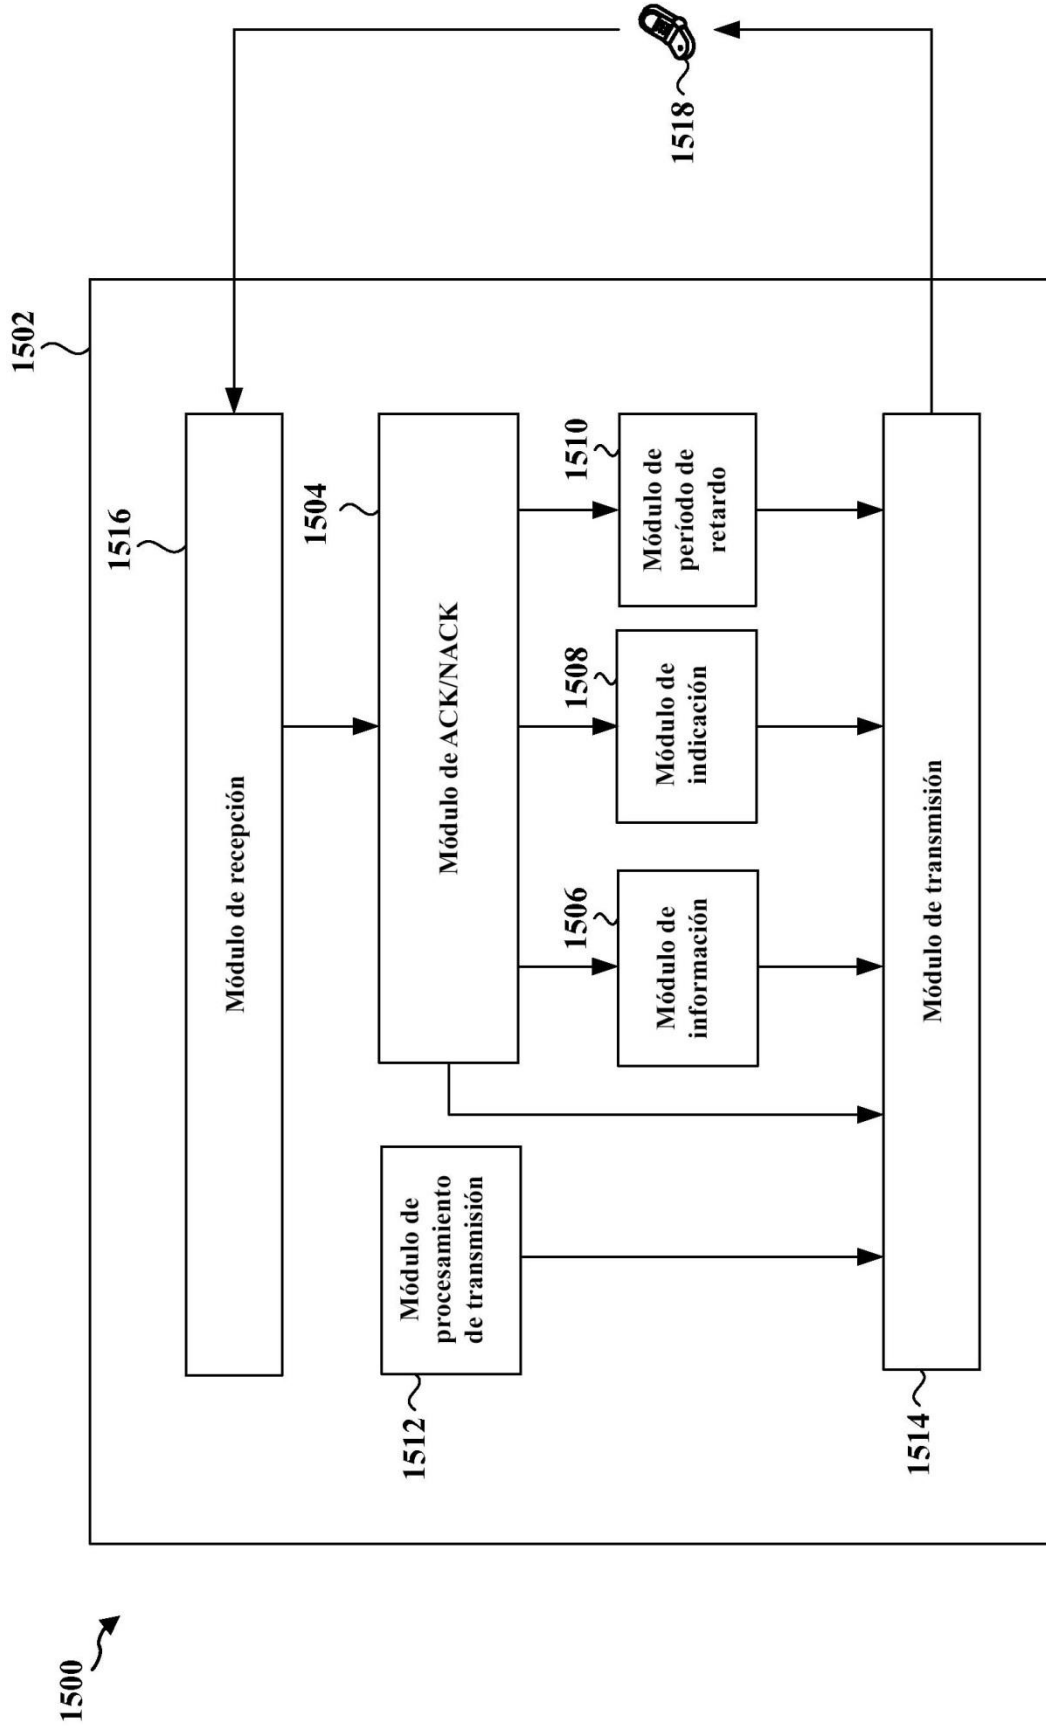 1500
1502
1516
Módulo de recepción
1504
Módulo de ACK/NACK
1512
Módulo de
procesamiento
de transmisión
1506
Módulo de
información
1508
Módulo de
indicación
1510
Módulo de
período de
retardo
1514
Módulo de transmisión
1518